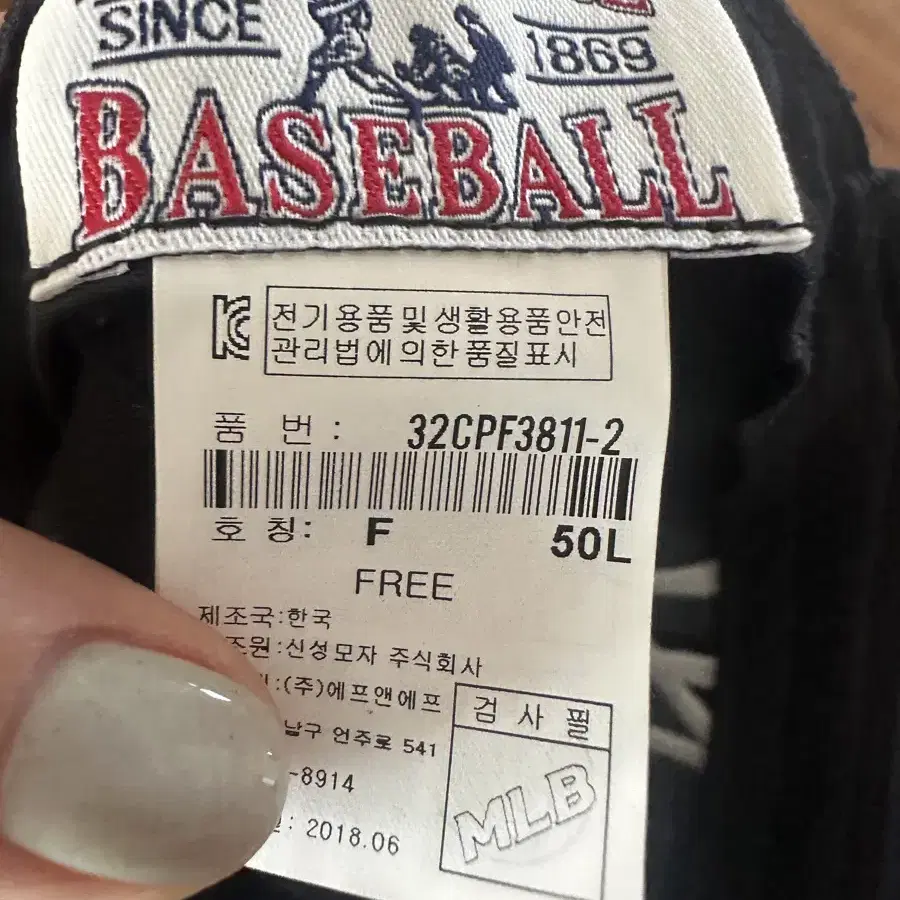 SINCE
1869
BASEBALL
전기용품및생활용품안전
관리법에의한품질표시
품 번 : 32CPF3811-2
호 칭: F 50L
FREE
제조국:한국
조원:신성모자 주식회사
:(주)에프앤에프
남구 언주로 541
-8914
: 2018.06
검 사 필
MLB